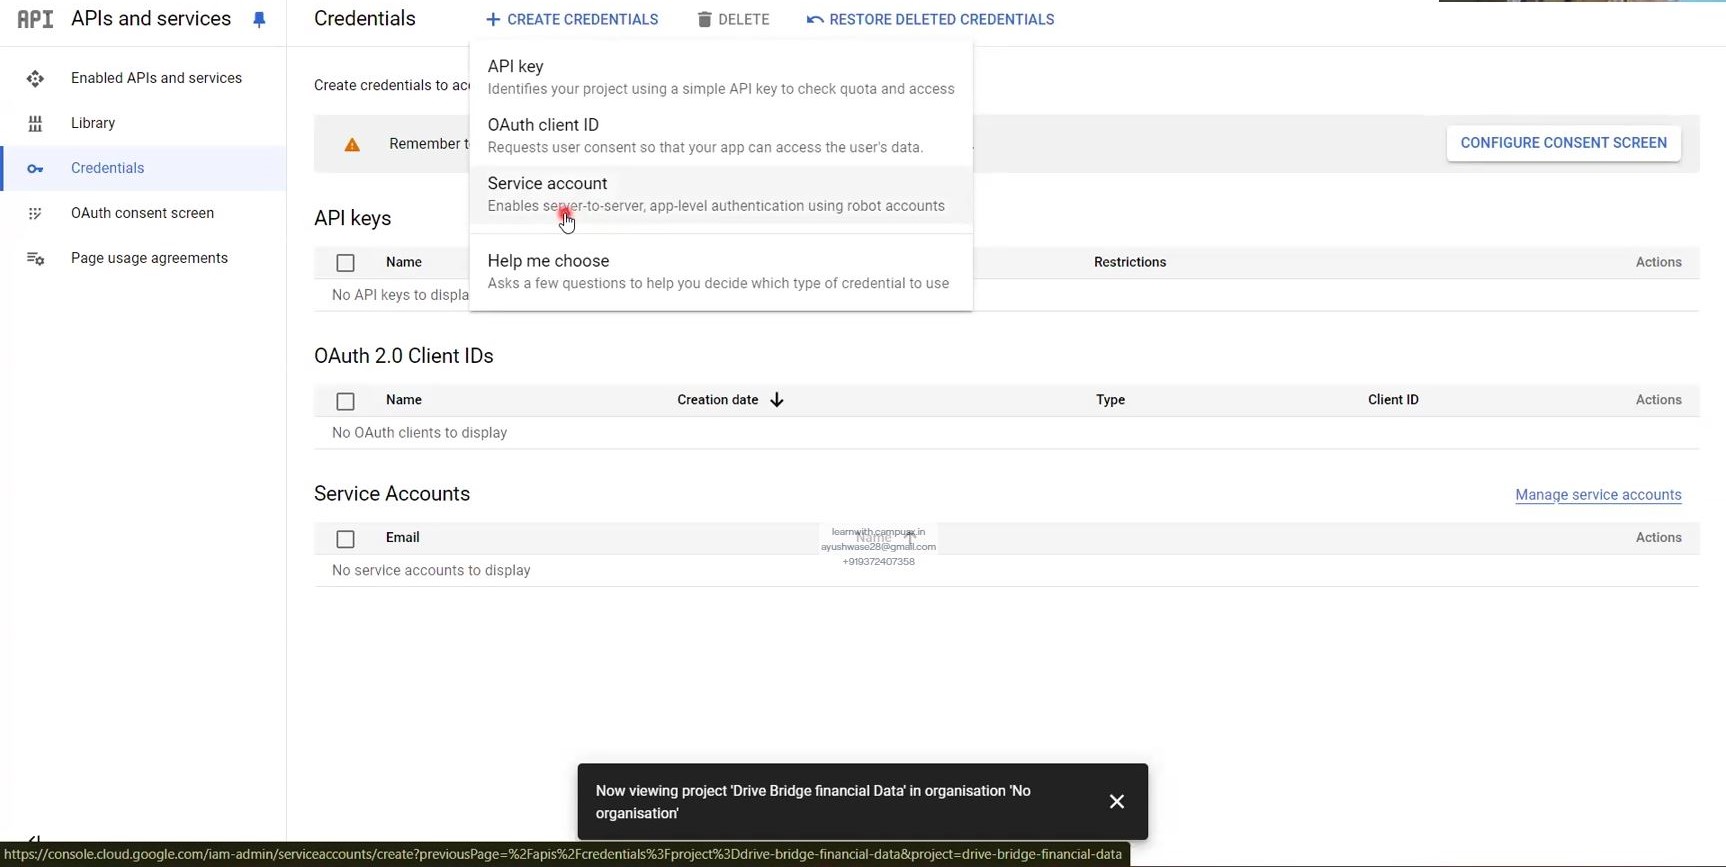 API APIs and services
Credentials
+ CREATE CREDENTIALS
DELETE
RESTORE DELETED CREDENTIALS
Enabled APIs and services
Library
Credentials
OAuth consent screen
Page usage agreements
Create credentials to ac
Remember t
CONFIGURE CONSENT SCREEN
API key
Identifies your project using a simple API key to check quota and access
OAuth client ID
Requests user consent so that your app can access the user's data.
Service account
Enables server-to-server, app-level authentication using robot accounts
Help me choose
Asks a few questions to help you decide which type of credential to use
API keys
Name Restrictions Actions
No API keys to displa
OAuth 2.0 Client IDs
Name Creation date Type Client ID Actions
No OAuth clients to display
Service Accounts
Manage service accounts
Email Name Actions
No service accounts to display
learnwith.campusx.in
ayushwase28@gmail.com
+919372407358
Now viewing project 'Drive Bridge financial Data' in organisation 'No
organisation'
https://console.cloud.google.com/iam-admin/serviceaccounts/create?previousPage=%2Fapis%2Fcredentials%3Fproject%3Ddrive-bridge-financial-data&project=drive-bridge-financial-data